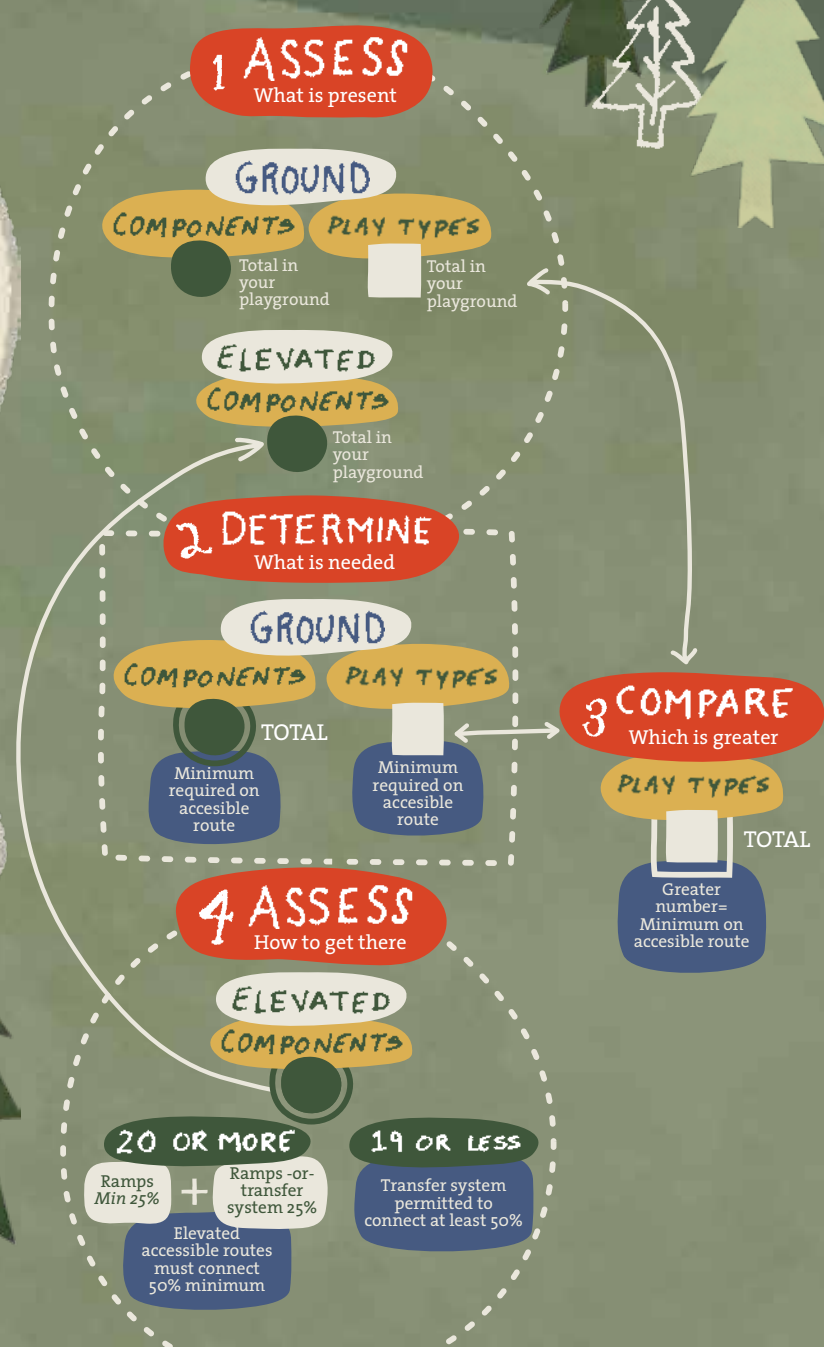 1 ASSESS
What is present
GROUND
COMPONENTS
Total in
your
playground
PLAY TYPES
Total in
your
playground
ELEVATED
COMPONENTS
Total in
your
playground
2 DETERMINE
What is needed
GROUND
COMPONENTS
TOTAL
Minimum
required on
accesible
route
PLAY TYPES
Minimum
required on
accesible
route
3 COMPARE
Which is greater
PLAY TYPES
TOTAL
Greater
number=
Minimum on
accesible route
4 ASSESS
How to get there
ELEVATED
COMPONENTS
20 OR MORE
Ramps
Min 25%
+
Ramps -or-
transfer
system 25%
Elevated
accessible routes
must connect
50% minimum
19 OR LESS
Transfer system
permitted to
connect at least 50%